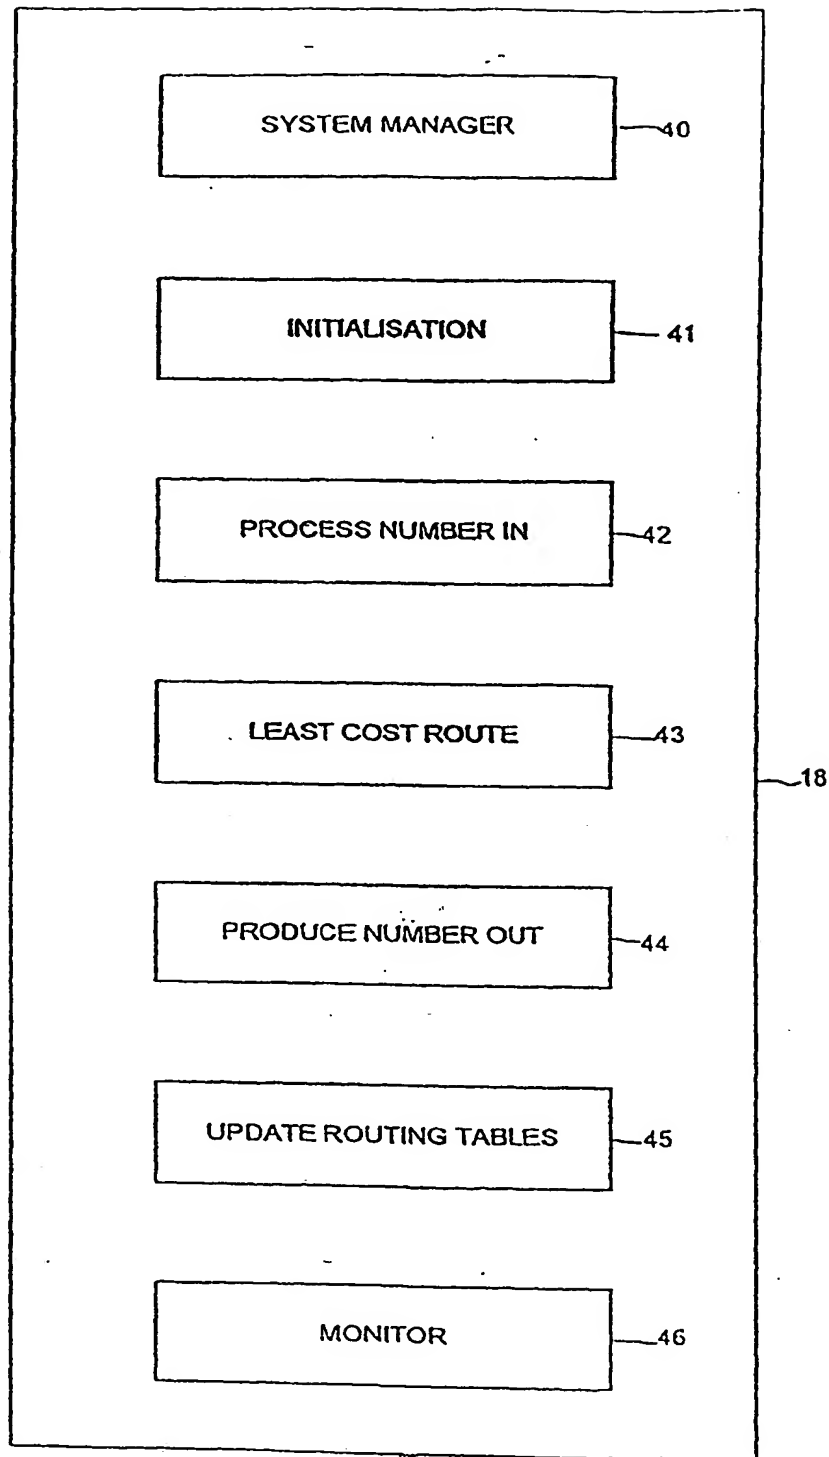 SYSTEM MANAGER 40
INITIALISATION 41
PROCESS NUMBER IN 42
LEAST COST ROUTE 43
18
PRODUCE NUMBER OUT 44
UPDATE ROUTING TABLES 45
MONITOR 46